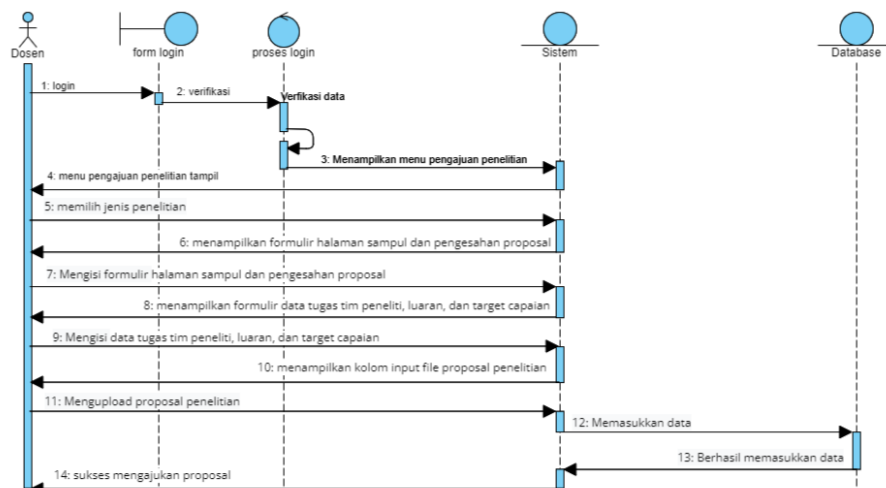 Dosen
form login
proses login
Sistem
Database
1: login
2: verifikasi
Verfikasi data
3: Menampilkan menu pengajuan penelitian
4: menu pengajuan penelitian tampil
5: memilih jenis penelitian
6: menampilkan formulir halaman sampul dan pengesahan proposal
7: Mengisi formulir halaman sampul dan pengesahan proposal
8: menampilkan formulir data tugas tim peneliti, luaran, dan target capaian
9: Mengisi data tugas tim peneliti, luaran, dan target capaian
10: menampilkan kolom input file proposal penelitian
11: Mengupload proposal penelitian
12: Memasukkan data
13: Berhasil memasukkan data
14: sukses mengajukan proposal